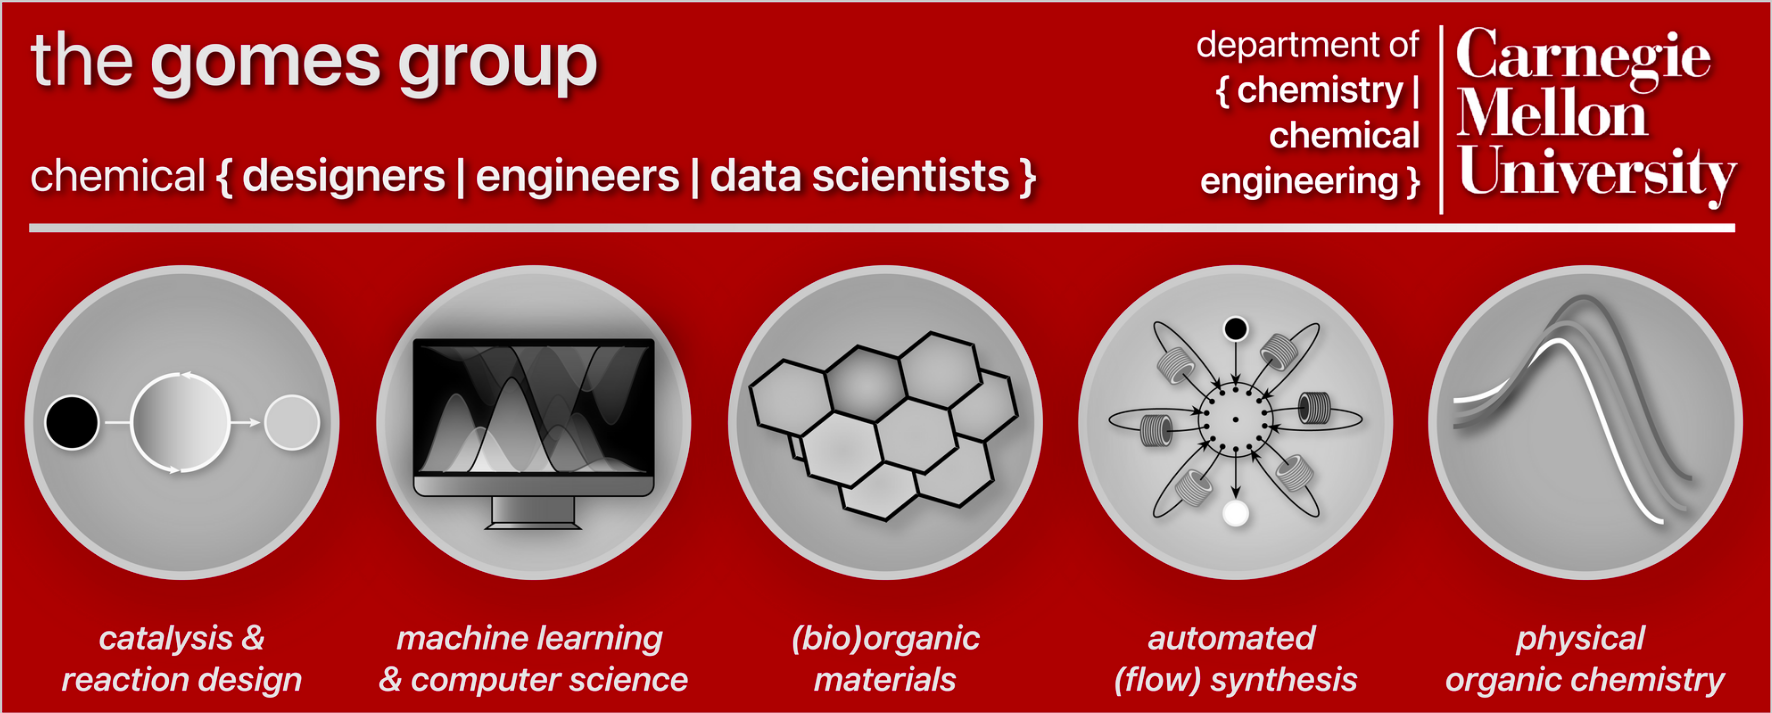 the gomes group
chemical { designers | engineers | data scientists }
department of
{ chemistry |
chemical
engineering }
Carnegie
Mellon
University
catalysis &
reaction design
machine learning
& computer science
(bio)organic
materials
automated
(flow) synthesis
physical
organic chemistry